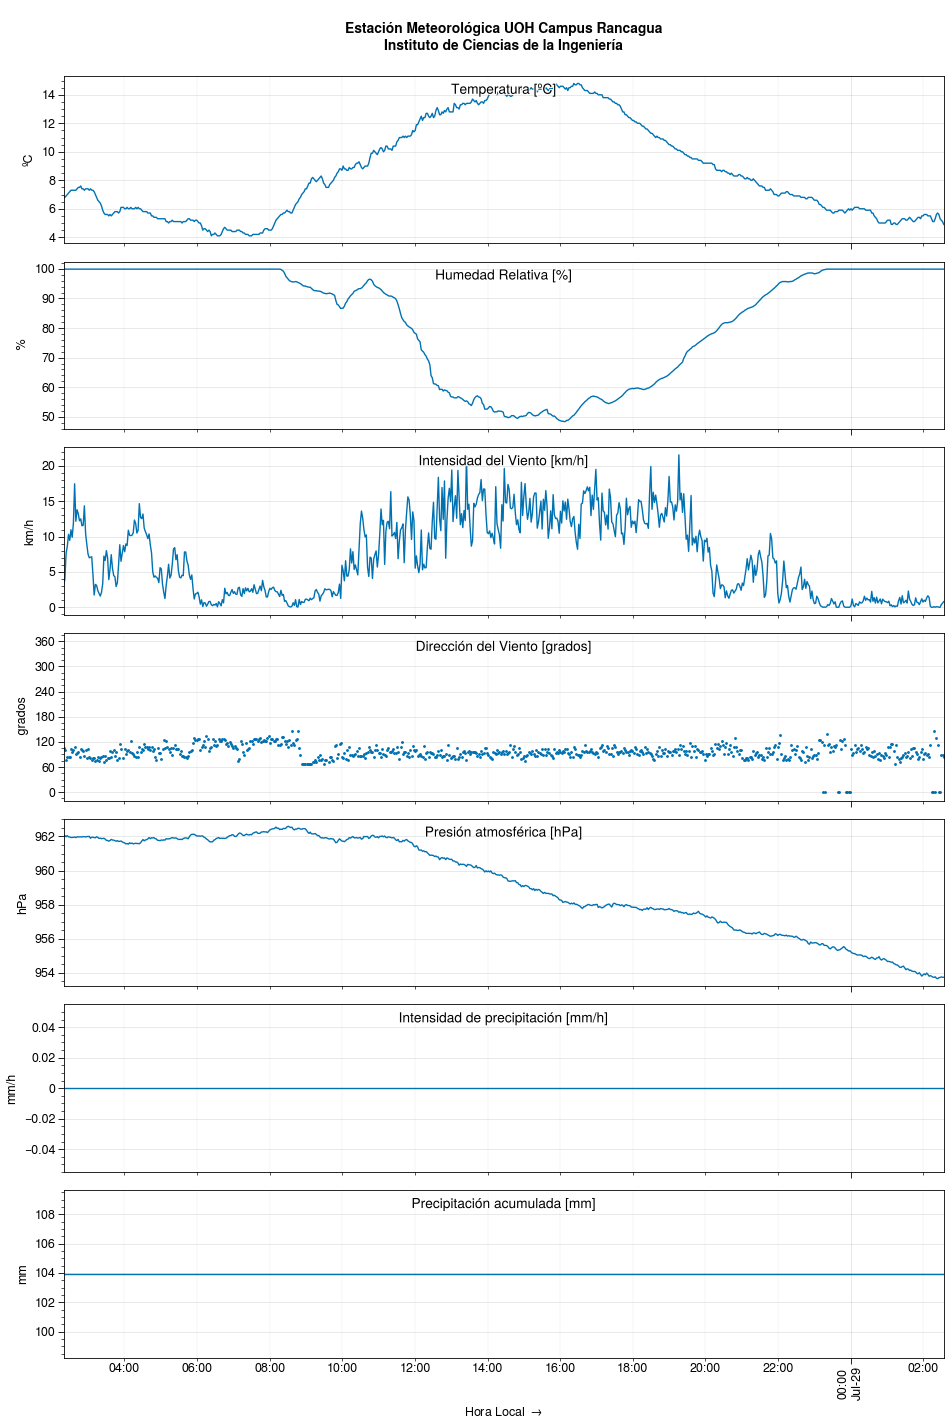 Estación Meteorológica UOH Campus Rancagua
Instituto de Ciencias de la Ingeniería
Temperatura [ºC]
ºC
14
12
10
8
6
4
Humedad Relativa [%]
%
100
90
80
70
60
50
Intensidad del Viento [km/h]
km/h
20
15
10
5
0
Dirección del Viento [grados]
grados
360
300
240
180
120
60
0
Presión atmosférica [hPa]
hPa
962
960
958
956
954
Intensidad de precipitación [mm/h]
mm/h
0.04
0.02
0
−0.02
−0.04
Precipitación acumulada [mm]
mm
108
106
104
102
100
04:00 06:00 08:00 10:00 12:00 14:00 16:00 18:00 20:00 22:00 00:00 02:00
Jul-29
Hora Local →